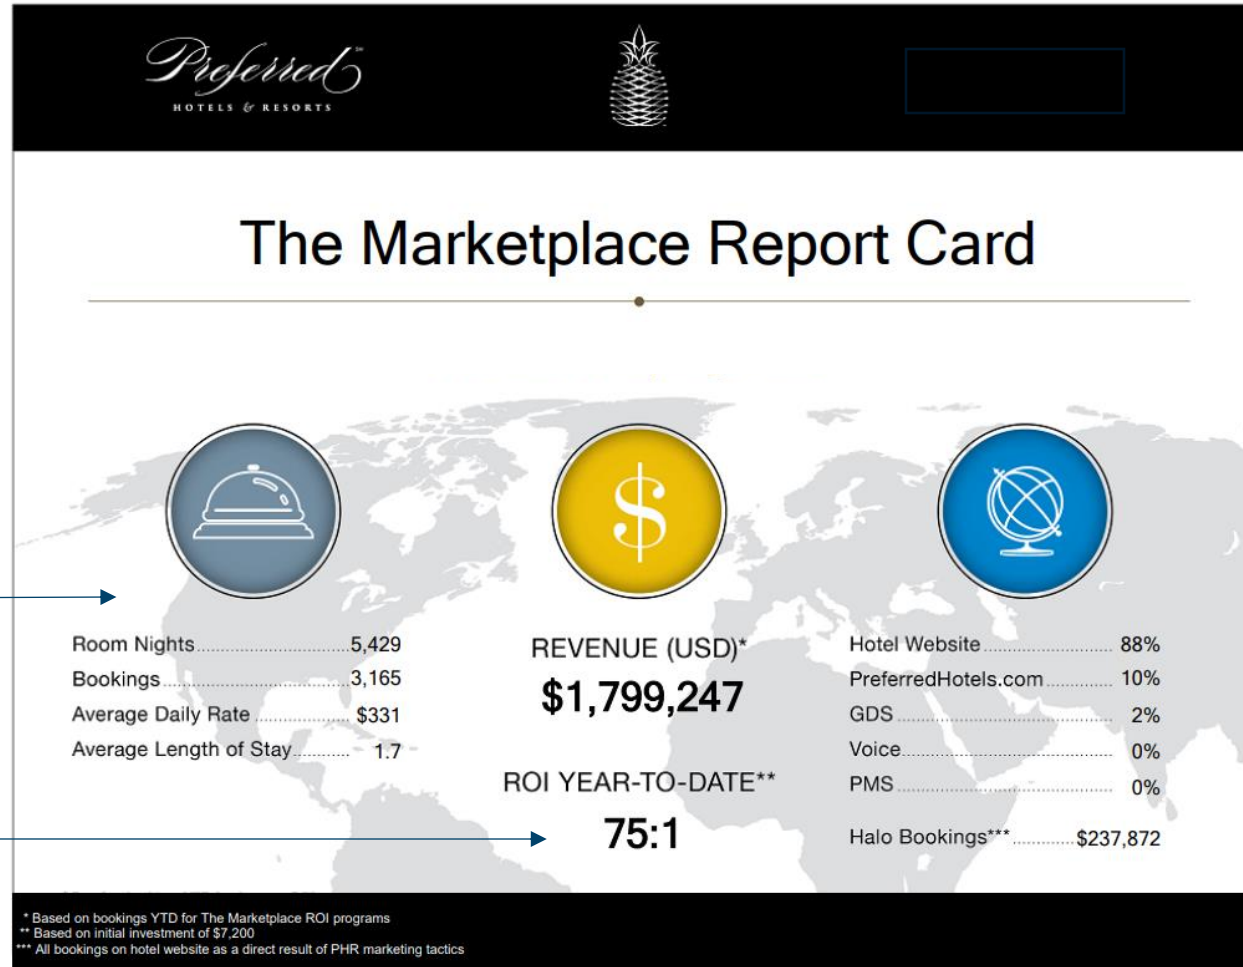 Preferred℠
HOTELS & RESORTS
The Marketplace Report Card
Room Nights 5,429
Bookings 3,165
Average Daily Rate $331
Average Length of Stay 1.7
REVENUE (USD)*
$1,799,247
ROI YEAR-TO-DATE**
75:1
Hotel Website 88%
PreferredHotels.com 10%
GDS 2%
Voice 0%
PMS 0%
Halo Bookings*** $237,872
* Based on bookings YTD for The Marketplace ROI programs
** Based on initial investment of $7,200
*** All bookings on hotel website as a direct result of PHR marketing tactics